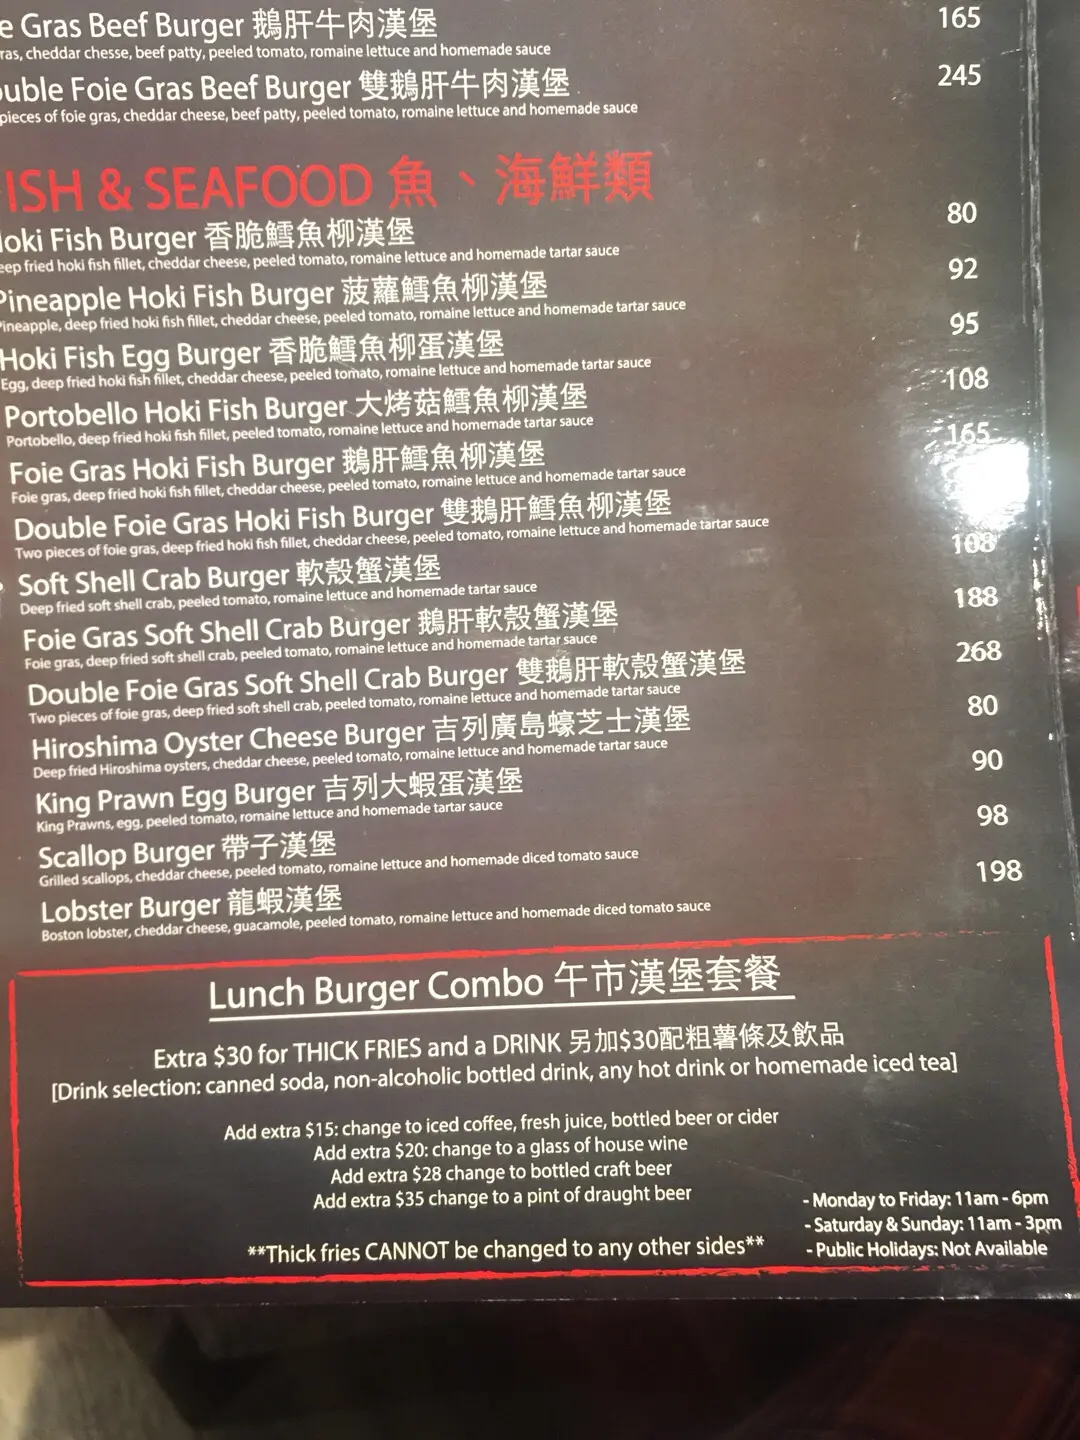 Gras Beef Burger 鵝肝牛肉漢堡 165
cheddar chesse, beef patty, peeled tomato, romaine lettuce and homemade sauce
Foie Gras Beef Burger 雙鵝肝牛肉漢堡 245
pieces of foie gras, cheddar cheese, beef patty, peeled tomato, romaine lettuce and homemade sauce
& SEAFOOD 魚、海鮮類
Fish Burger 香脆鱈魚柳漢堡 80
fried hoki fish fillet, cheddar cheese, peeled tomato, romaine lettuce and homemade tartar sauce
Pineapple Hoki Fish Burger 菠蘿鱈魚柳漢堡 92
Pineapple, deep fried hoki fish fillet, cheddar cheese, peeled tomato, romaine lettuce and homemade tartar sauce
Hoki Fish Egg Burger 香脆鱈魚柳蛋漢堡 95
Egg, deep fried hoki fish fillet, cheddar cheese, peeled tomato, romaine lettuce and homemade tartar sauce
Portobello Hoki Fish Burger 大烤菇鱈魚柳漢堡 108
Portobello, deep fried hoki fish fillet, peeled tomato, romaine lettuce and homemade tartar sauce
Foie Gras Hoki Fish Burger 鵝肝鱈魚柳漢堡 165
Foie gras, deep fried hoki fish fillet, cheddar cheese, peeled tomato, romaine lettuce and homemade tartar sauce
Double Foie Gras Hoki Fish Burger 雙鵝肝鱈魚柳漢堡
Two pieces of foie gras, deep fried hoki fish fillet, cheddar cheese, peeled tomato, romaine lettuce and homemade tartar sauce
Soft Shell Crab Burger 軟殼蟹漢堡 108
Deep fried soft shell crab, peeled tomato, romaine lettuce and homemade tartar sauce
Foie Gras Soft Shell Crab Burger 鵝肝軟殼蟹漢堡 188
Foie gras, deep fried soft shell crab, peeled tomato, romaine lettuce and homemade tartar sauce
Double Foie Gras Soft Shell Crab Burger 雙鵝肝軟殼蟹漢堡 268
Two pieces of foie gras, deep fried soft shell crab, peeled tomato, romaine lettuce and homemade tartar sauce
Hiroshima Oyster Cheese Burger 吉列廣島蠔芝士漢堡 80
Deep fried Hiroshima oysters, cheddar cheese, peeled tomato, romaine lettuce and homemade tartar sauce
King Prawn Egg Burger 吉列大蝦蛋漢堡 90
King Prawns, egg, peeled tomato, romaine lettuce and homemade tartar sauce
Scallop Burger 帶子漢堡 98
Grilled scallops, cheddar cheese, peeled tomato, romaine lettuce and homemade diced tomato sauce
Lobster Burger 龍蝦漢堡 198
Boston lobster, cheddar cheese, guacamole, peeled tomato, romaine lettuce and homemade diced tomato sauce
Lunch Burger Combo 午市漢堡套餐
Extra $30 for THICK FRIES and a DRINK 另加$30配粗薯條及飲品
[Drink selection: canned soda, non-alcoholic bottled drink, any hot drink or homemade iced tea]
Add extra $15: change to iced coffee, fresh juice, bottled beer or cider
Add extra $20: change to a glass of house wine
Add extra $28 change to bottled craft beer
Add extra $35 change to a pint of draught beer
- Monday to Friday: 11am - 6pm
- Saturday & Sunday: 11am - 3pm
- Public Holidays: Not Available
**Thick fries CANNOT be changed to any other sides**